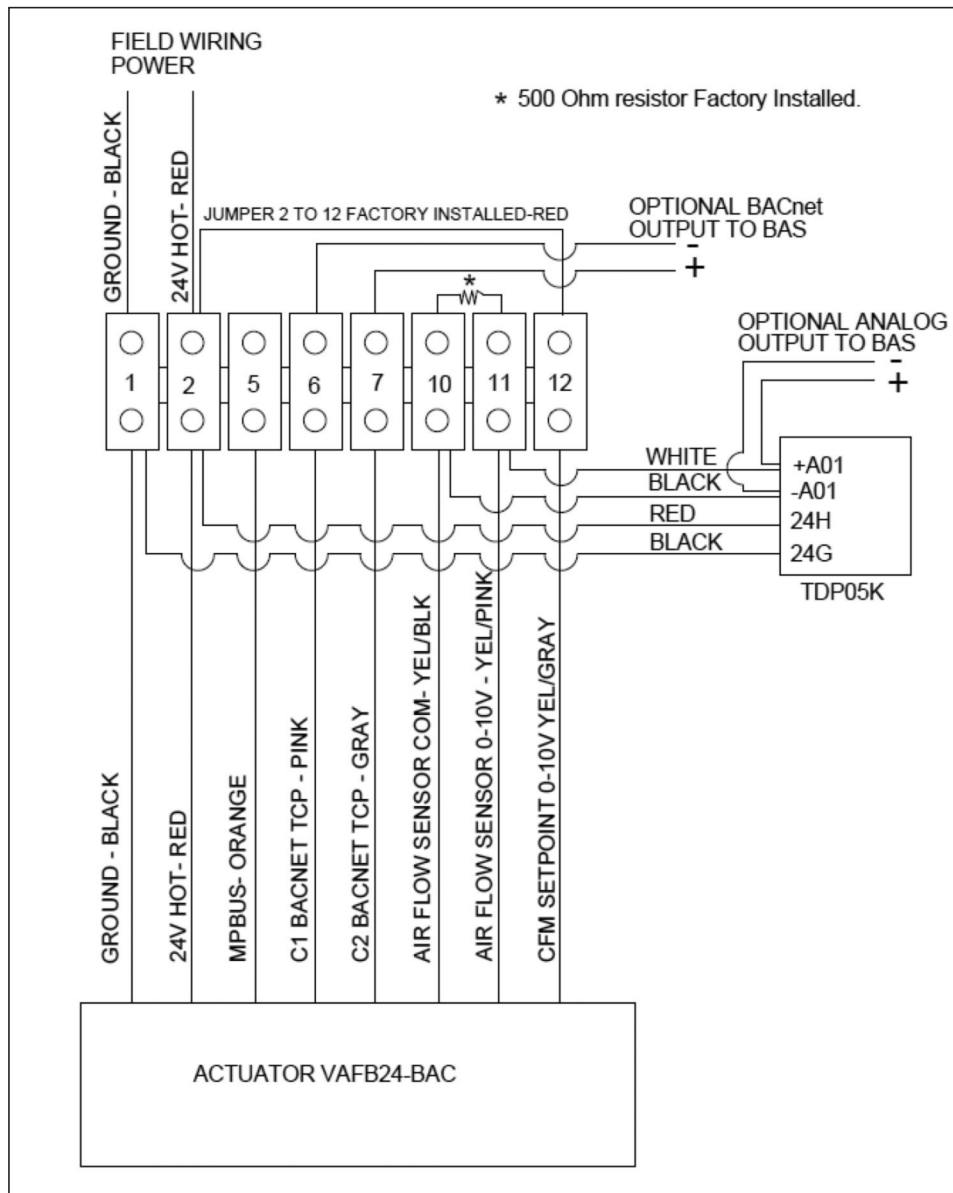 FIELD WIRING
POWER
* 500 Ohm resistor Factory Installed.
GROUND - BLACK
24V HOT- RED
JUMPER 2 TO 12 FACTORY INSTALLED-RED
OPTIONAL BACnet
OUTPUT TO BAS
-
+
*
OPTIONAL ANALOG
OUTPUT TO BAS
-
+
1
2
5
6
7
10
11
12
WHITE
BLACK
RED
BLACK
+A01
-A01
24H
24G
TDP05K
GROUND - BLACK
24V HOT- RED
MPBUS- ORANGE
C1 BACNET TCP - PINK
C2 BACNET TCP - GRAY
AIR FLOW SENSOR COM- YEL/BLK
AIR FLOW SENSOR 0-10V - YEL/PINK
CFM SETPOINT 0-10V YEL/GRAY
ACTUATOR VAFB24-BAC